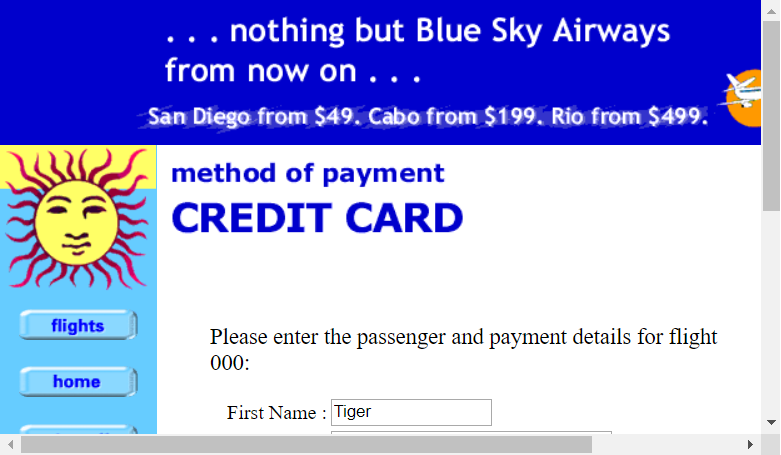 . . . nothing but Blue Sky Airways
from now on . . .
San Diego from $49. Cabo from $199. Rio from $499.
method of payment
CREDIT CARD
flights
home
Please enter the passenger and payment details for flight
000:
First Name : Tiger